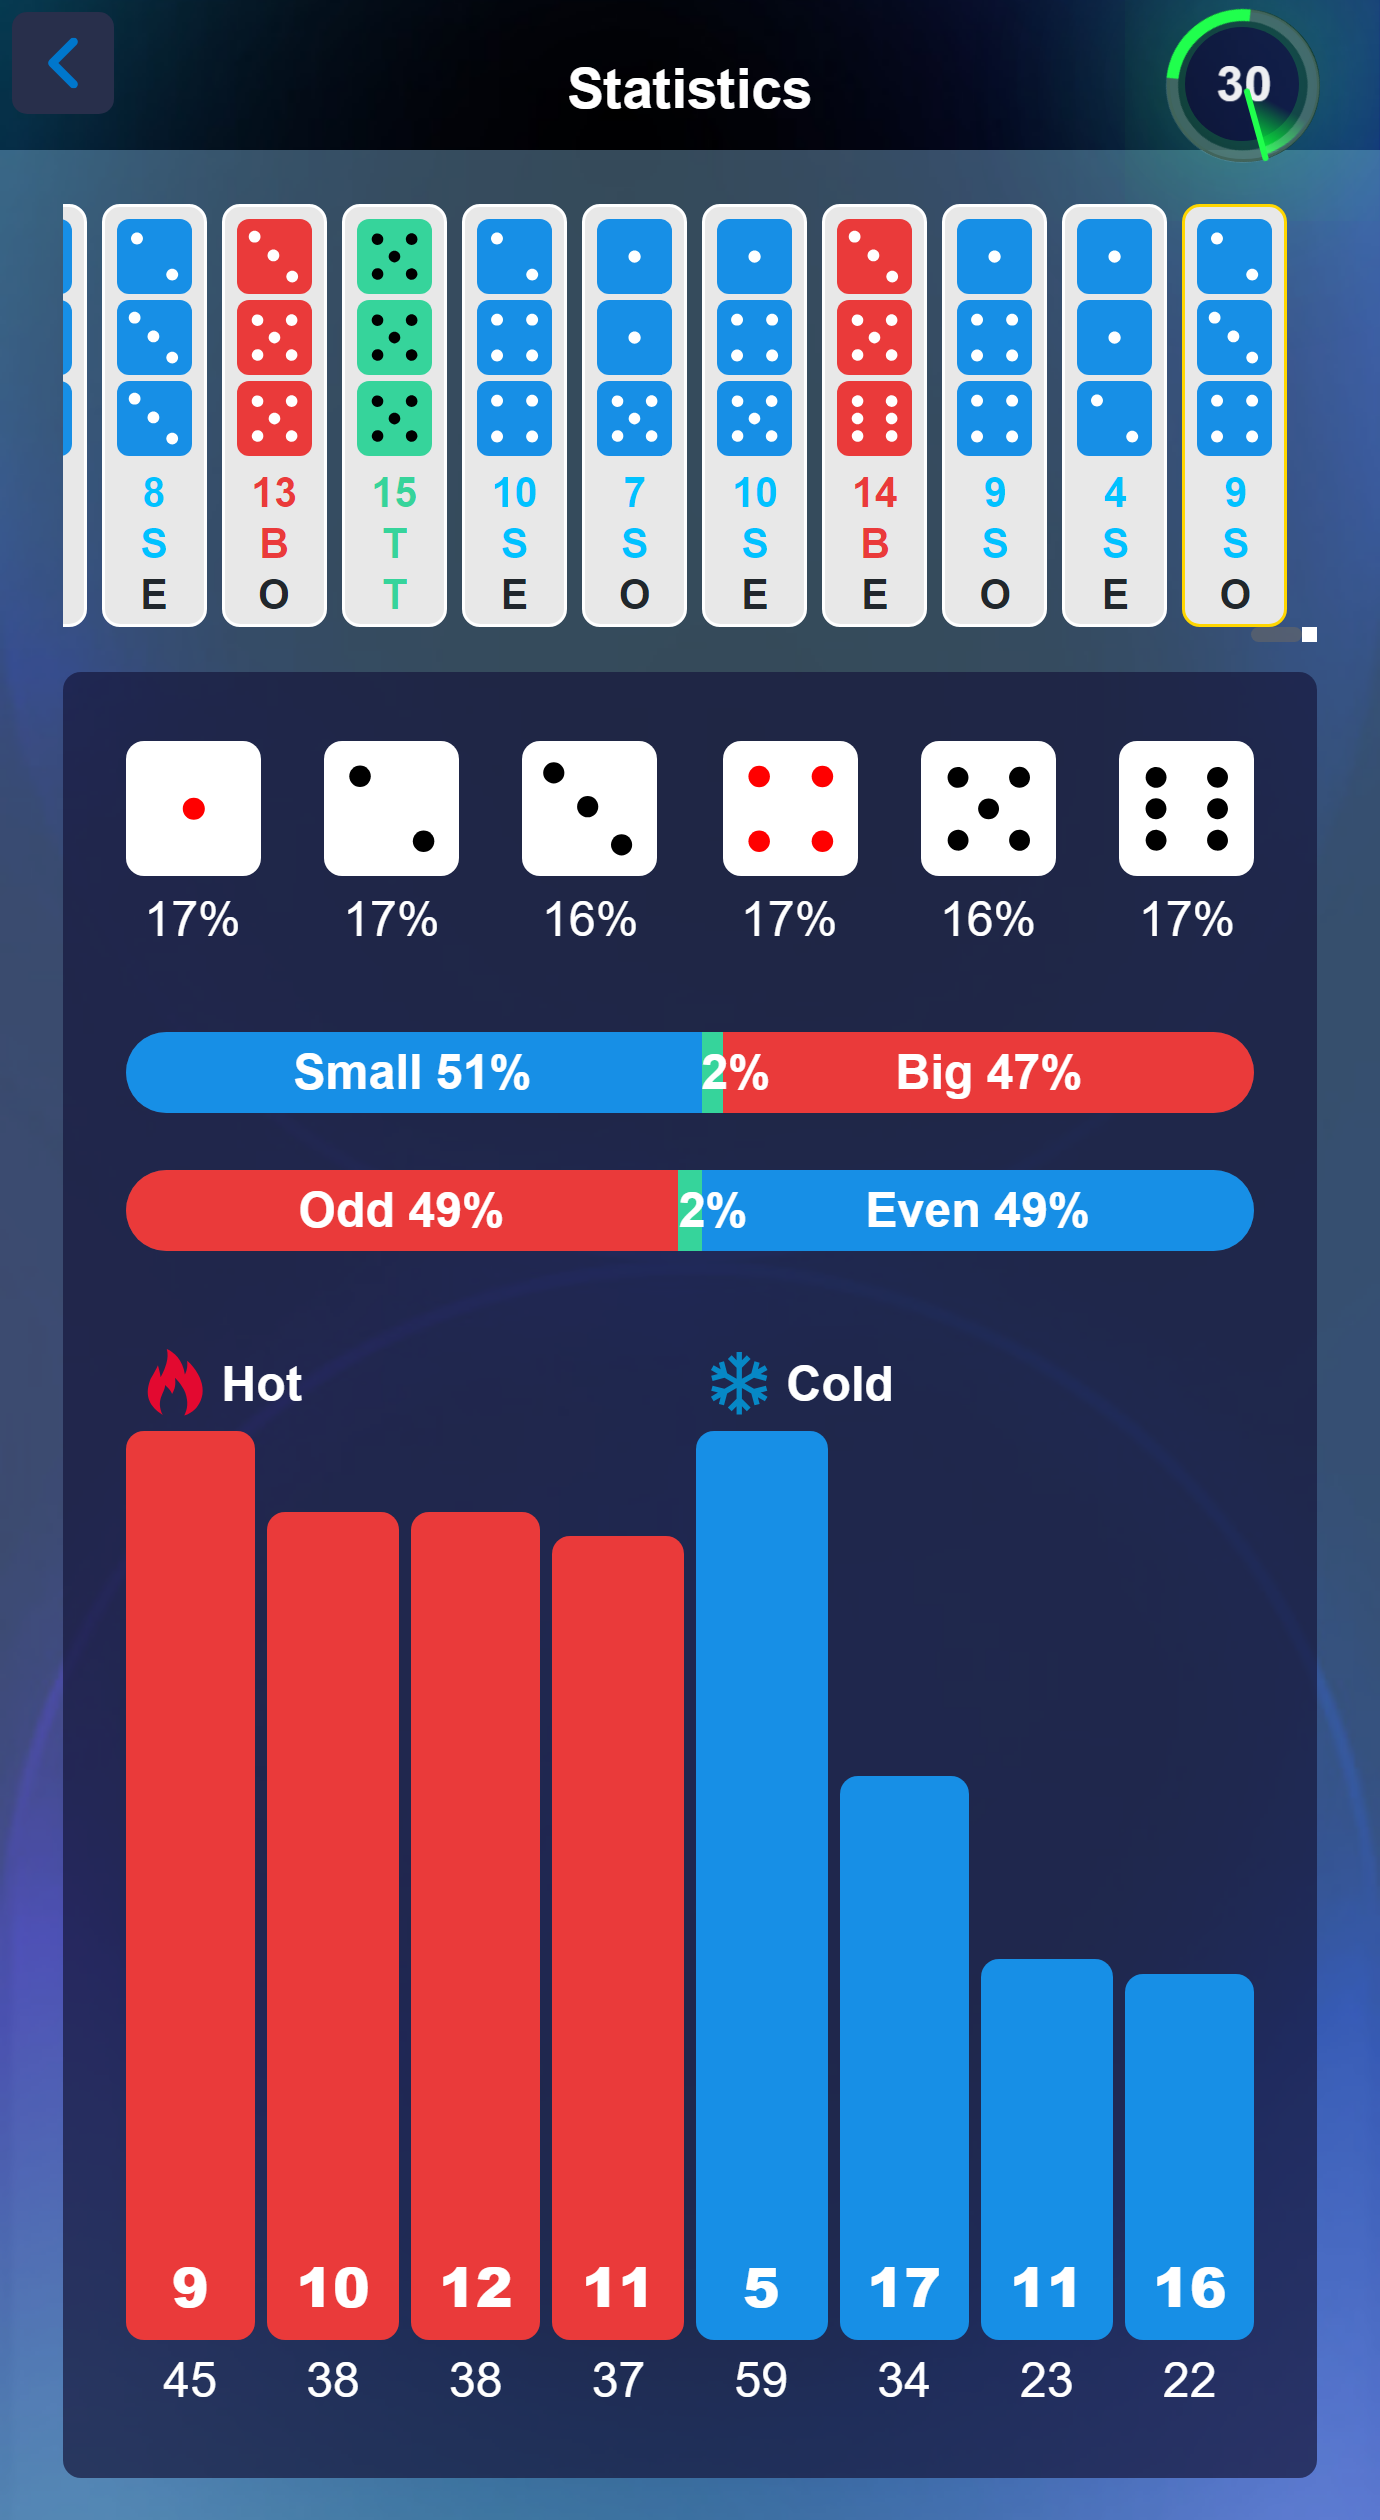 Statistics
30
8 13 15 10 7 10 14 9 4 9
S B T S S S B S S S
E O T E O E E O E O
17% 17% 16% 17% 16% 17%
Small 51% 2% Big 47%
Odd 49% 2% Even 49%
Hot Cold
9 10 12 11 5 17 11 16
45 38 38 37 59 34 23 22